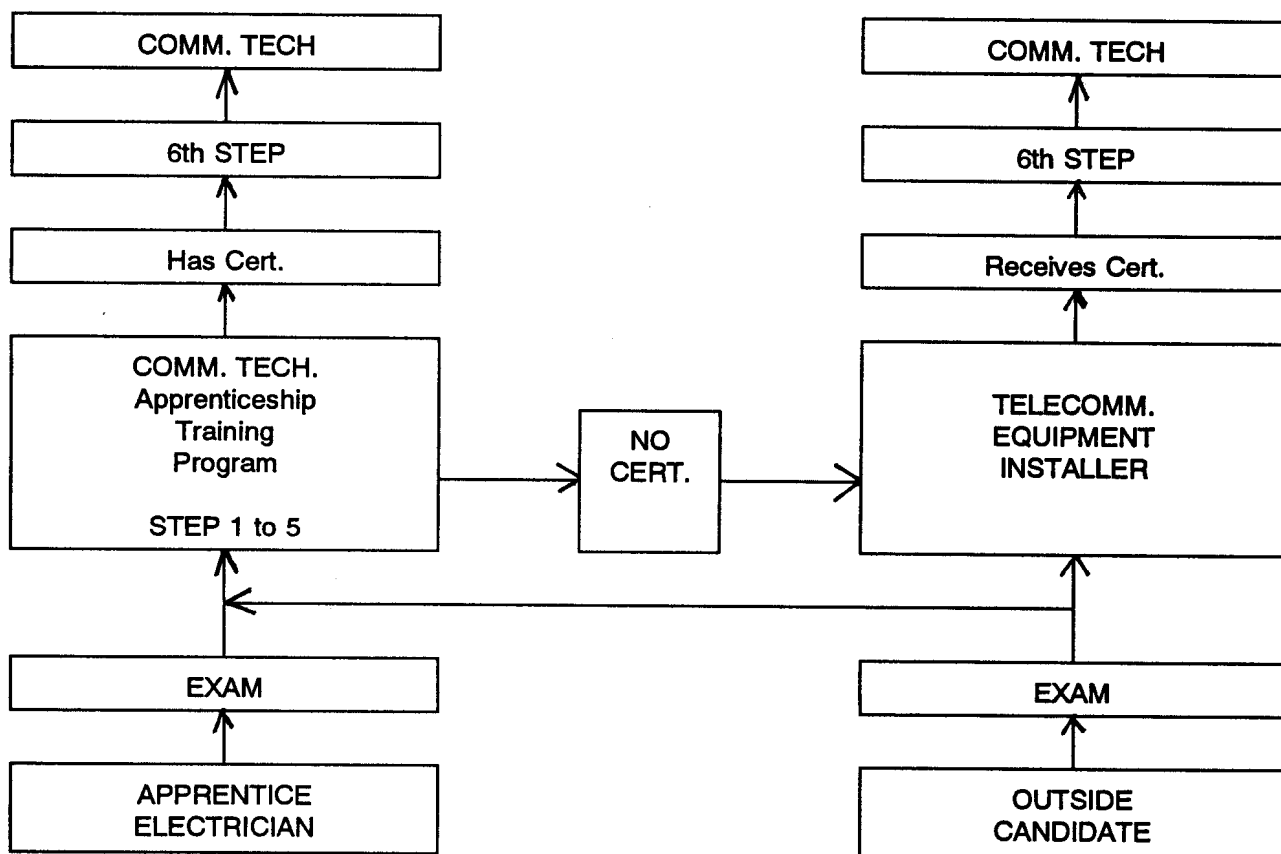 COMM. TECH
COMM. TECH
6th STEP
6th STEP
Has Cert.
Receives Cert.
COMM. TECH.
Apprenticeship
Training
Program
STEP 1 to 5
NO
CERT.
TELECOMM.
EQUIPMENT
INSTALLER
EXAM
EXAM
APPRENTICE
ELECTRICIAN
OUTSIDE
CANDIDATE